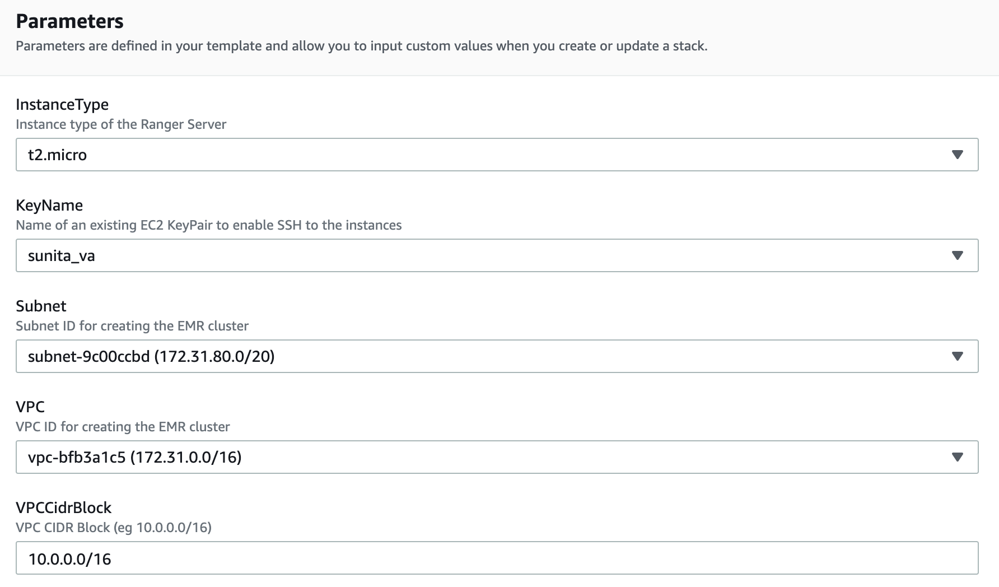 Parameters
Parameters are defined in your template and allow you to input custom values when you create or update a stack.
InstanceType
Instance type of the Ranger Server
t2.micro
KeyName
Name of an existing EC2 KeyPair to enable SSH to the instances
sunita_va
Subnet
Subnet ID for creating the EMR cluster
subnet-9c00ccbd (172.31.80.0/20)
VPC
VPC ID for creating the EMR cluster
vpc-bfb3a1c5 (172.31.0.0/16)
VPCCidrBlock
VPC CIDR Block (eg 10.0.0.0/16)
10.0.0.0/16